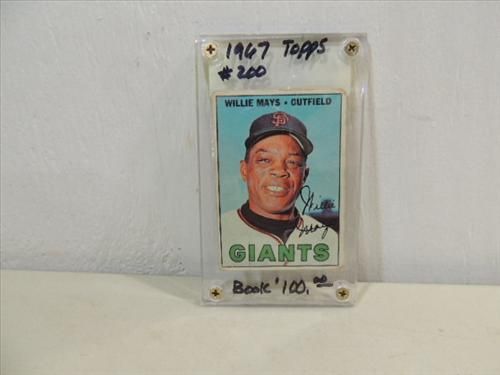 1967 Topps
#200
WILLIE MAYS • OUTFIELD
SF
Willie
Mays
GIANTS
Book '100.00